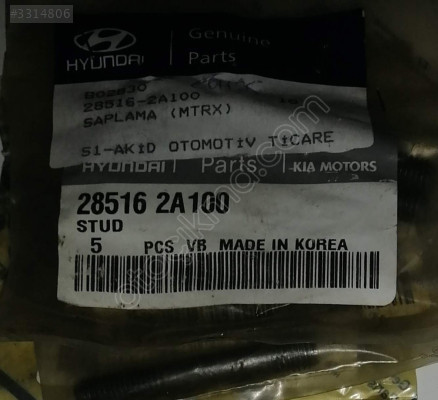 #3314806
HYUNDAI
Genuine
Parts
28516-2A100
SAPLAMA (MTRX)
51-AKiD OTOMOTiV TiCARE
HYUNDAI Parts KIA MOTORS
28516 2A100
STUD
5 PCS VB MADE IN KOREA